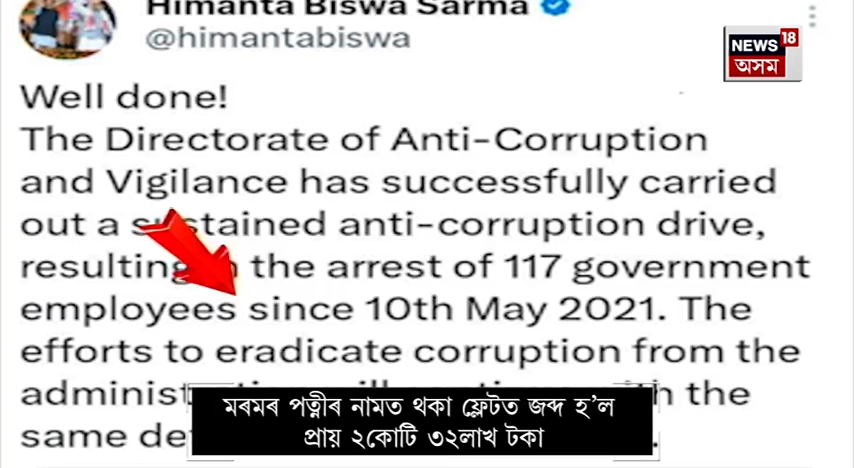 Himanta Biswa Sarma
@himantabiswa
NEWS 18
অসম
Well done!
The Directorate of Anti-Corruption
and Vigilance has successfully carried
out a sustained anti-corruption drive,
resulting the arrest of 117 government
employees since 10th May 2021. The
efforts to eradicate corruption from the
the
same
মৰমৰ পত্নীৰ নামত থকা ফ্লেটত জব্দ হ'ল
প্ৰায় ২কোটি ৩২লাখ টকা